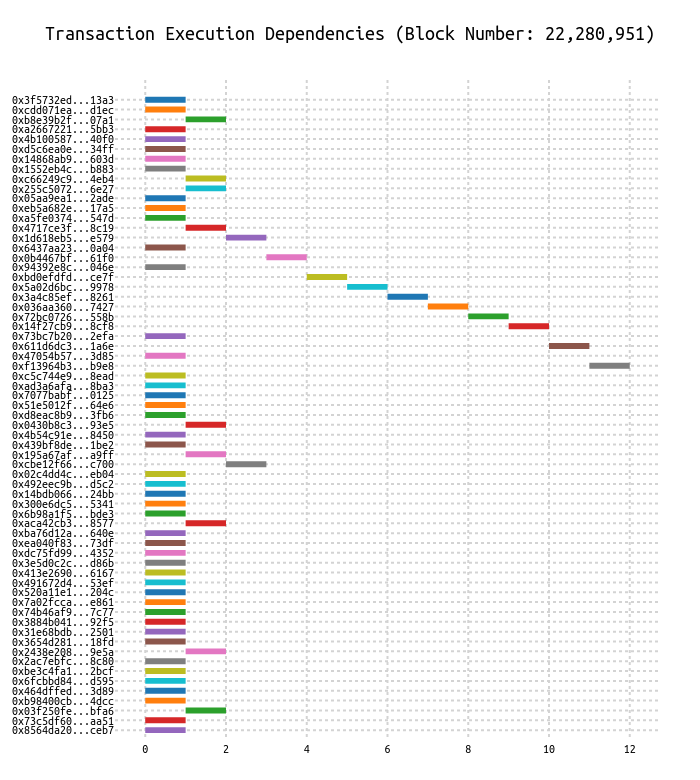 Transaction Execution Dependencies (Block Number: 22,280,951)
0x3f5732ed...13a3
0xcdd071ea...d1ec
0xb8e39b2f...07a1
0xa2667221...5bb3
0x4b100587...40f0
0xd5c6ea0e...34ff
0x14868ab9...603d
0x1552eb4c...b883
0xc66249c9...4eb4
0x255c5072...6e27
0x05aa9ea1...2ade
0xeb5a682e...17a5
0xa5fe0374...547d
0x4717ce3f...8c19
0x1d618eb5...e579
0x6437aa23...0a04
0x0b4467bf...61f0
0x94392e8c...046e
0xbd0efdfd...ce7f
0x5a02d6bc...9978
0x3a4c85ef...8261
0x036aa360...7427
0x72bc0726...558b
0x14f27cb9...8cf8
0x73bc7b20...2efa
0x611d6dc3...1a6e
0x47054b57...3d85
0xf13964b3...b9e8
0xc5c744e9...8ead
0xad3a6afa...8ba3
0x7077babf...0125
0x51e5012f...64e6
0xd8eac8b9...3fb6
0x0430b8c3...93e5
0x4b54c91e...8450
0x439bf8de...1be2
0x195a67af...a9ff
0xcbe12f66...c700
0x02c4dd4c...eb04
0x492eec9b...d5c2
0x14bdb066...24bb
0x300e6dc5...5341
0x6b98a1f5...bde3
0xaca42cb3...8577
0xba76d12a...640e
0xea040f83...73df
0xdc75fd99...4352
0x3e5d0c2c...d86b
0x413e2690...6167
0x491672d4...53ef
0x520a11e1...204c
0x7a02fcca...e861
0x74b46af9...7c77
0x3884b041...92f5
0x31e68bdb...2501
0x3654d281...18fd
0x2438e208...9e5a
0x2ac7ebfc...8c80
0xbe3c4fa1...2bcf
0x6fcbbd84...d595
0x464dffed...3d89
0xb98400cb...4dcc
0x03f250fe...bfa6
0x73c5df60...aa51
0x8564da20...ceb7
0 2 4 6 8 10 12